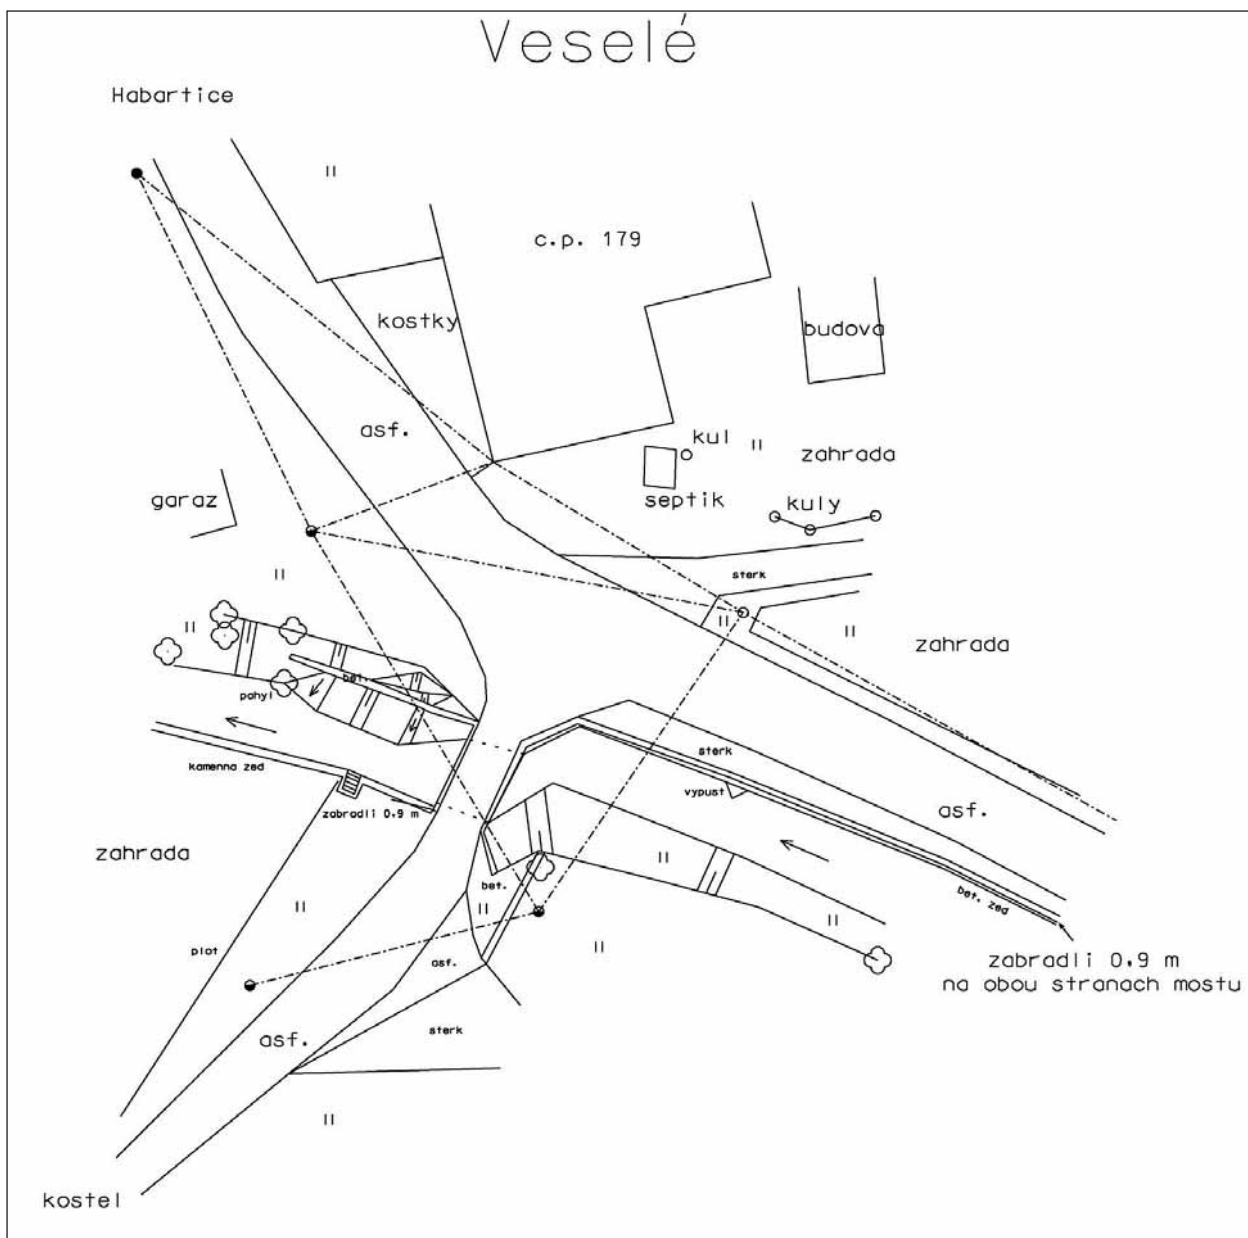 Veselé
Habartice
c.p. 179
kostky
budova
asf.
kul
zahrada
garaz
septik
kuly
sterk
zahrada
bet.
pahyl
sterk
kamenna zed
vypust
zabradli 0.9 m
asf.
zahrada
bet.
bet. zed
plot
asf.
zabradli 0.9 m
na obou stranach mostu
sterk
asf.
kostel